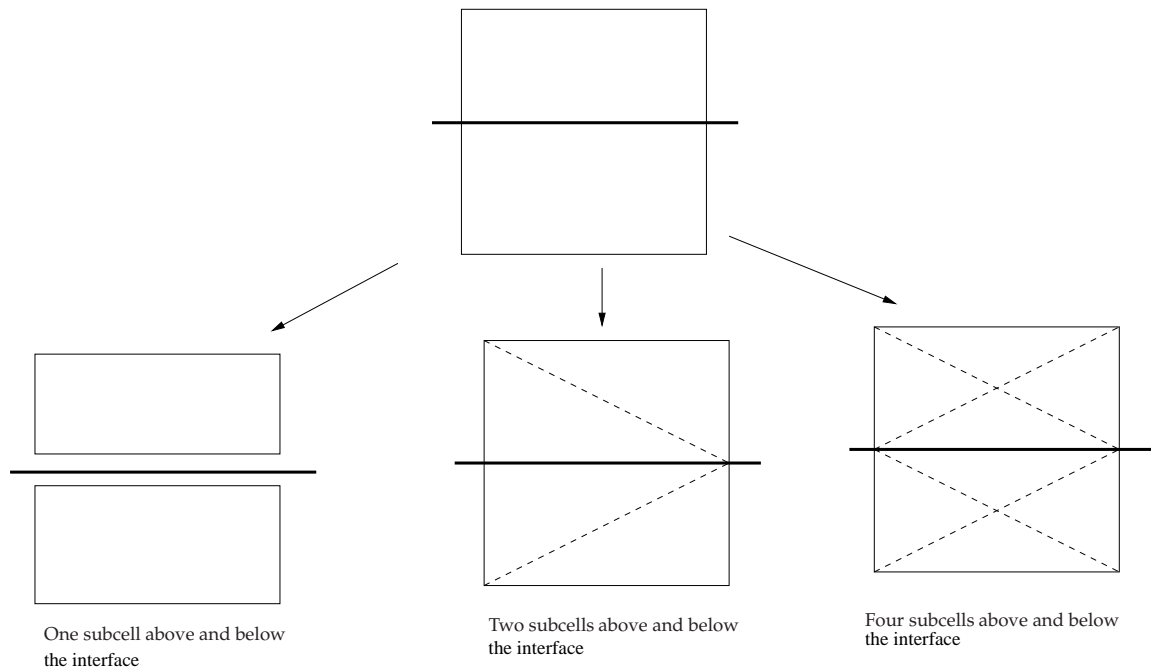 One subcell above and below
the interface
Two subcells above and below
the interface
Four subcells above and below
the interface